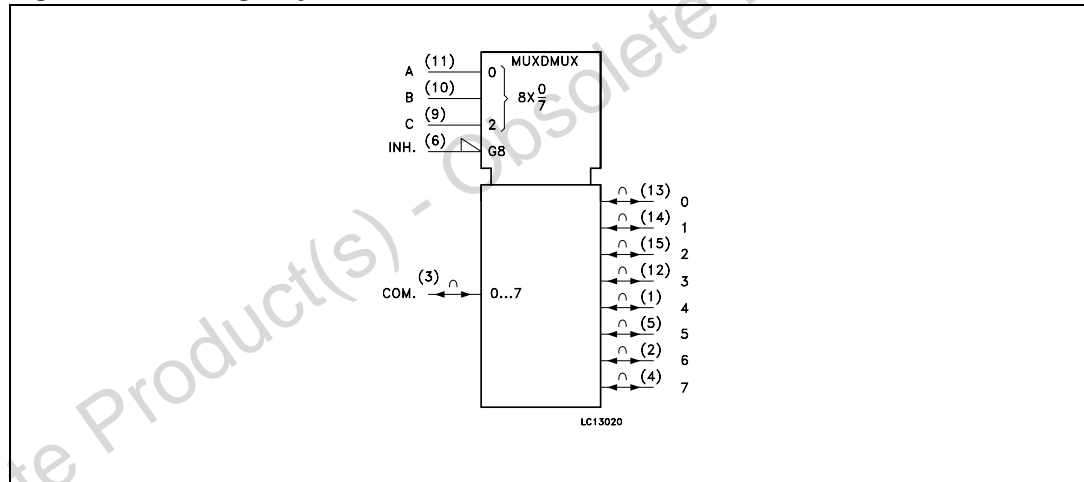 MUXDMUX
A (11) 0
B (10) 8X 0/7
C (9) 2
INH. (6) G8
∩ (13) 0
∩ (14) 1
∩ (15) 2
∩ (12) 3
COM. (3) ∩ 0...7
∩ (1) 4
∩ (5) 5
∩ (2) 6
∩ (4) 7
LC13020
te Product(s) - Obsolete